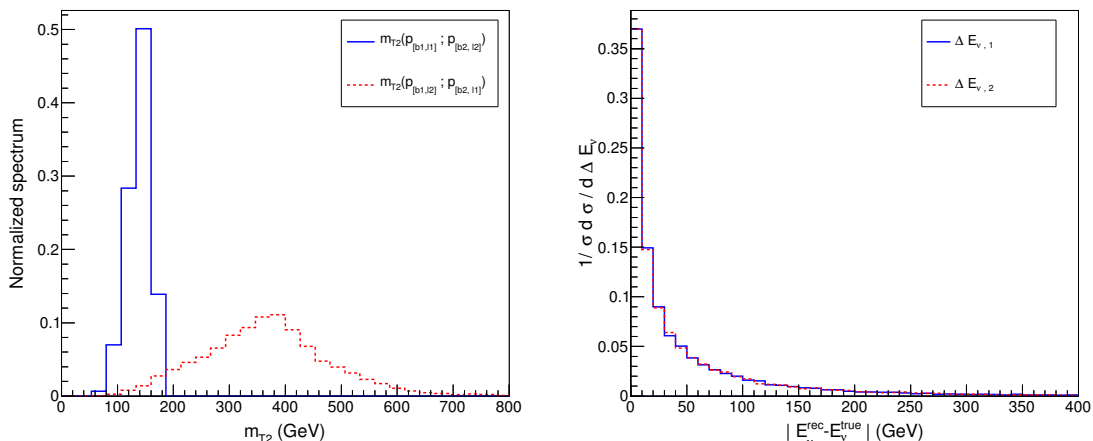 Normalized spectrum
0.5
0.4
0.3
0.2
0.1
0
0 100 200 300 400 500 600 700 800
m_T2 (GeV)
m_T2(p_[b1,l1] ; p_[b2, l2])
m_T2(p_[b1,l2] ; p_[b2, l1])
1/ σ d σ / d Δ E_ν
0.35
0.3
0.25
0.2
0.15
0.1
0.05
0
0 50 100 150 200 250 300 350 400
| E_ν^rec-E_ν^true | (GeV)
Δ E_ν , 1
Δ E_ν , 2